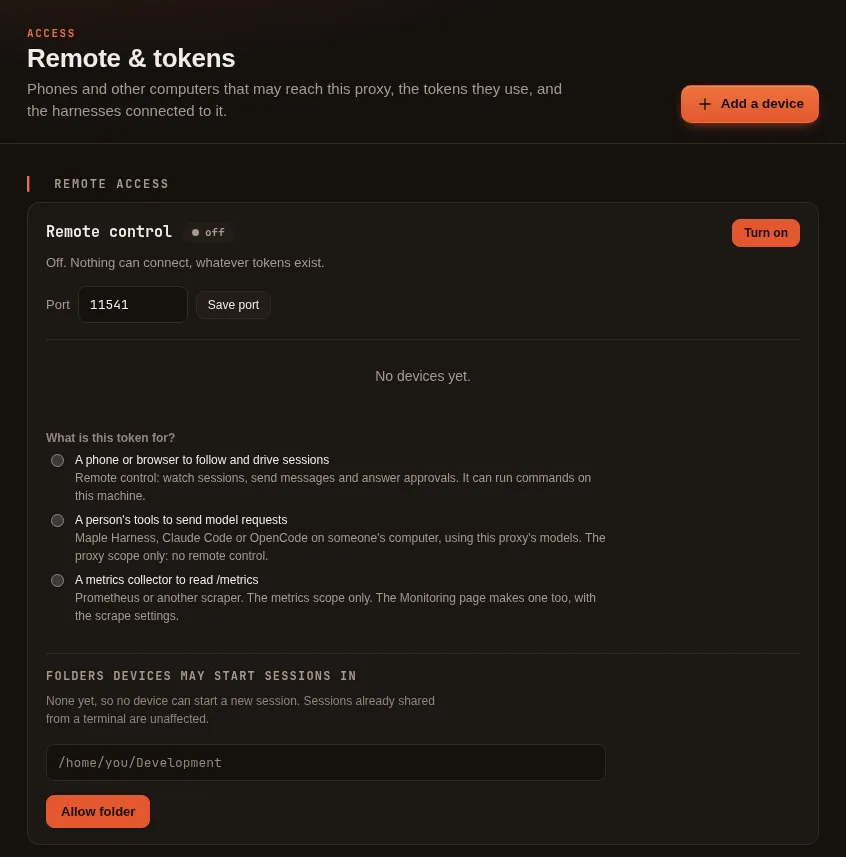 ACCESS
Remote & tokens
Phones and other computers that may reach this proxy, the tokens they use, and
the harnesses connected to it.
Add a device
REMOTE ACCESS
Remote control
off
Turn on
Off. Nothing can connect, whatever tokens exist.
Port
11541
Save port
No devices yet.
What is this token for?
A phone or browser to follow and drive sessions
Remote control: watch sessions, send messages and answer approvals. It can run commands on
this machine.
A person's tools to send model requests
Maple Harness, Claude Code or OpenCode on someone's computer, using this proxy's models. The
proxy scope only: no remote control.
A metrics collector to read /metrics
Prometheus or another scraper. The metrics scope only. The Monitoring page makes one too, with
the scrape settings.
FOLDERS DEVICES MAY START SESSIONS IN
None yet, so no device can start a new session. Sessions already shared
from a terminal are unaffected.
/home/you/Development
Allow folder